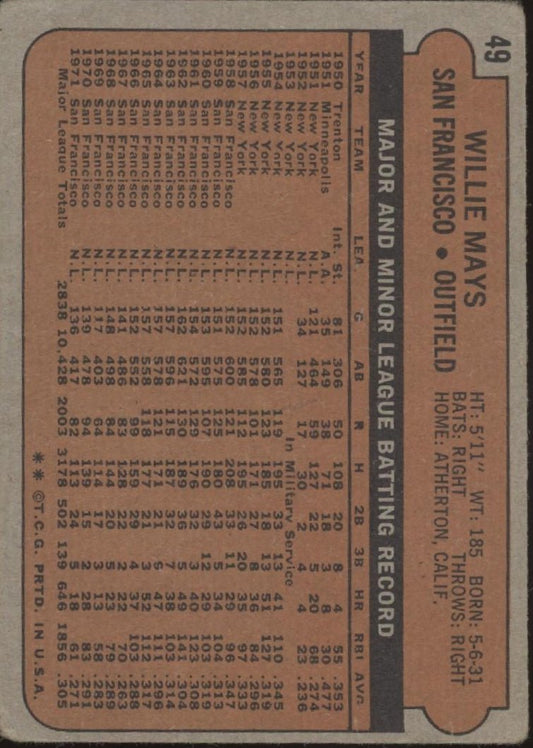 49
WILLIE MAYS
SAN FRANCISCO • OUTFIELD
HT: 5'11" WT: 185 BORN: 5-6-31
BATS: RIGHT THROWS: RIGHT
HOME: ATHERTON, CALIF.
MAJOR AND MINOR LEAGUE BATTING RECORD
YEAR TEAM LEA G AB R H 2B 3B HR RBI AVG.
1950 Trenton Int. St. 81 306 50 108 20 8 4 55 .353
1951 Minneapolis A.A. 35 149 38 71 18 3 8 30 .477
1951 New York N.L. 121 464 59 127 22 5 20 68 .274
1952 New York N.L. 34 127 17 30 2 4 4 23 .236
1953 New York N.L. In Military Service
1954 New York N.L. 151 565 119 195 33 13 41 110 .345
1955 New York N.L. 152 580 123 185 18 13 51 127 .319
1956 New York N.L. 152 578 101 171 27 8 36 84 .296
1957 New York N.L. 152 585 112 195 26 20 35 97 .333
1958 San Francisco N.L. 152 600 121 208 33 11 29 96 .347
1959 San Francisco N.L. 151 575 125 180 43 5 34 104 .313
1960 San Francisco N.L. 153 595 107 190 29 12 29 103 .319
1961 San Francisco N.L. 154 572 129 176 32 3 40 123 .308
1962 San Francisco N.L. 162 621 130 189 36 5 49 141 .304
1963 San Francisco N.L. 157 596 115 187 32 7 38 103 .314
1964 San Francisco N.L. 157 578 121 171 21 9 47 111 .296
1965 San Francisco N.L. 157 558 118 177 21 3 52 112 .317
1966 San Francisco N.L. 152 552 99 159 29 4 37 103 .288
1967 San Francisco N.L. 141 486 83 128 22 2 22 70 .263
1968 San Francisco N.L. 148 498 84 144 20 5 23 79 .289
1969 San Francisco N.L. 117 403 64 114 17 3 13 58 .283
1970 San Francisco N.L. 139 478 94 139 15 2 28 83 .291
1971 San Francisco N.L. 136 417 82 113 24 5 18 61 .271
Major League Totals 2838 10,428 2003 3178 502 139 646 1856 .305
** ©T.C.G. PRTD. IN U.S.A.